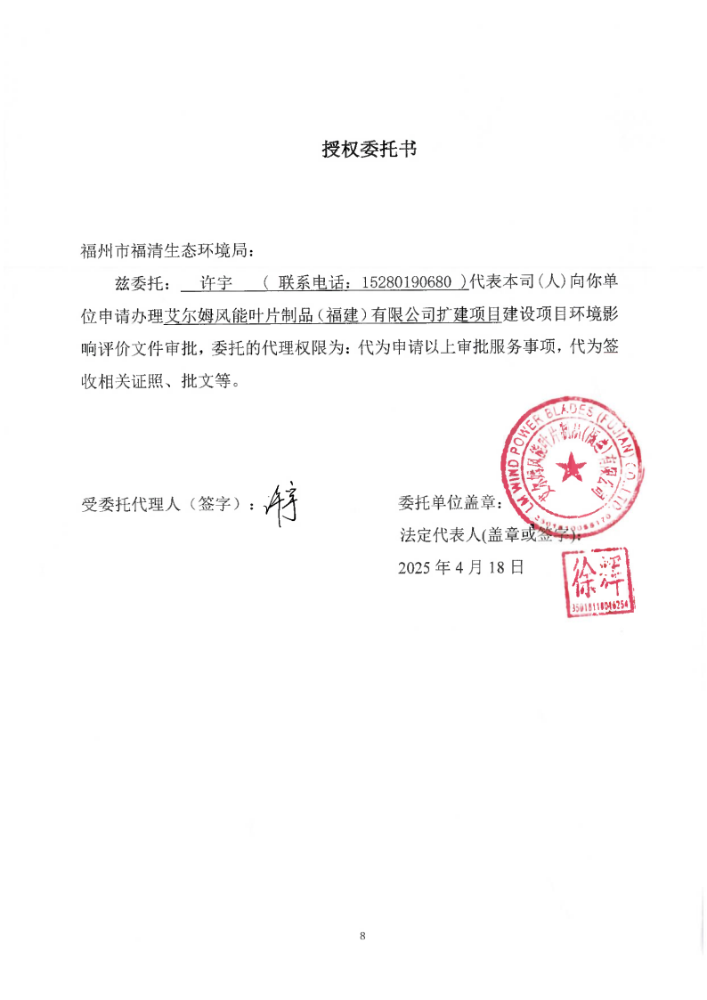 授权委托书
福州市福清生态环境局：
兹委托： 许宇 （ 联系电话：15280190680 ）代表本司（人）向你单
位申请办理艾尔姆风能叶片制品（福建）有限公司扩建项目建设项目环境影
响评价文件审批，委托的代理权限为：代为申请以上审批服务事项，代为签
收相关证照、批文等。
LM WIND POWER BLADES (FUJIAN) CO., LTD
艾尔姆风能叶片制品(福建)有限公司
受委托代理人（签字）：许宇
委托单位盖章：
法定代表人(盖章或签字)：
2025 年 4 月 18 日
徐辉
8